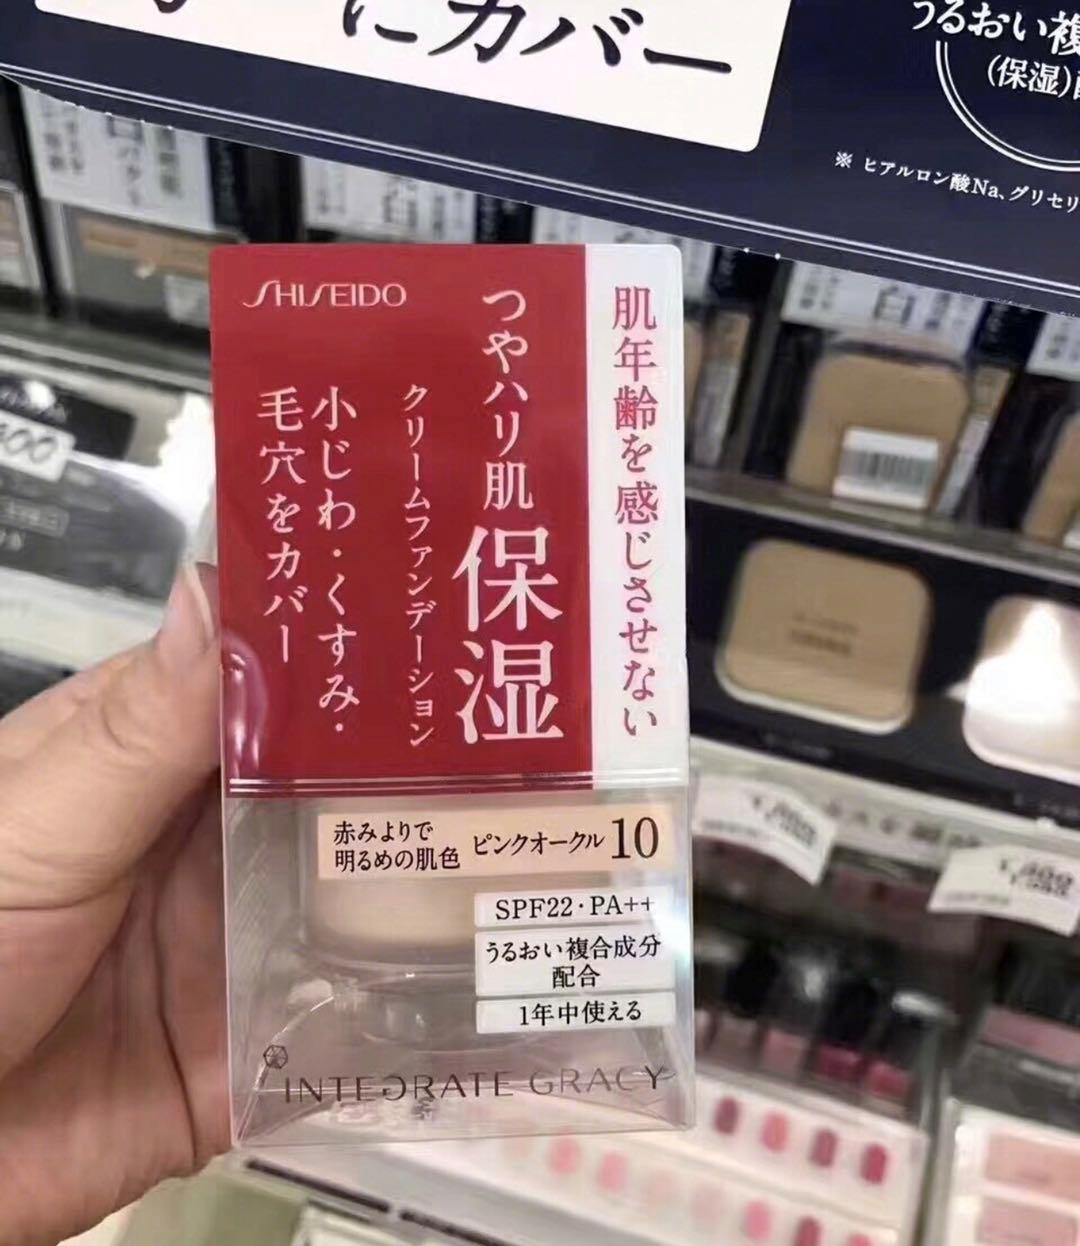 にカバー
うるおい複
(保湿)
※ ヒアルロン酸Na、グリセリ
SHISEIDO
肌年齢を感じさせない
つやハリ肌
保湿
クリームファンデーション
小じわ・くすみ・
毛穴をカバー
赤みよりで
明るめの肌色
ピンクオークル 10
SPF22・PA++
うるおい複合成分
配合
1年中使える
INTEGRATE GRACY